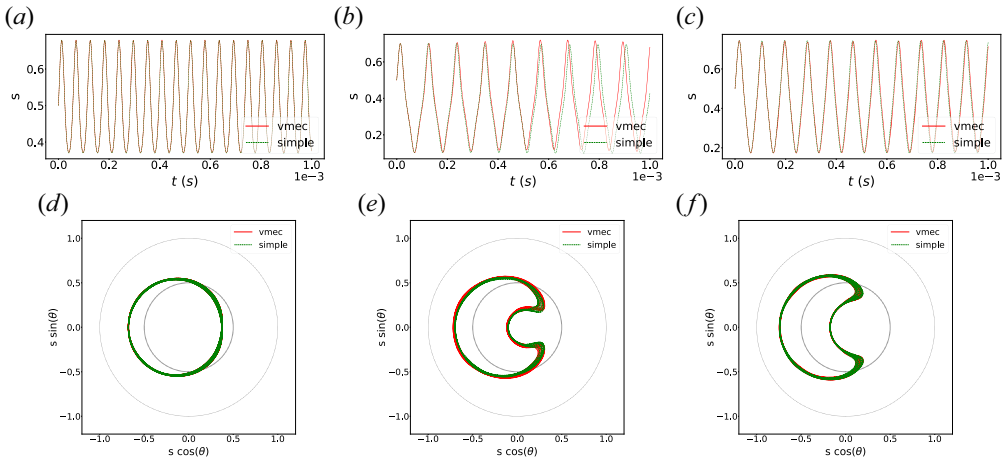 (a)
(b)
(c)
s
0.6
0.5
0.4
0.0 0.2 0.4 0.6 0.8 1.0
1e−3
t (s)
vmec
simple
s
0.6
0.4
0.2
0.0 0.2 0.4 0.6 0.8 1.0
1e−3
t (s)
vmec
simple
s
0.6
0.4
0.2
0.0 0.2 0.4 0.6 0.8 1.0
1e−3
t (s)
vmec
simple
(d)
(e)
(f)
s sin(θ)
1.0
0.5
0.0
−0.5
−1.0
−1.0 −0.5 0.0 0.5 1.0
s cos(θ)
vmec
simple
s sin(θ)
1.0
0.5
0.0
−0.5
−1.0
−1.0 −0.5 0.0 0.5 1.0
s cos(θ)
vmec
simple
s sin(θ)
1.0
0.5
0.0
−0.5
−1.0
−1.0 −0.5 0.0 0.5 1.0
s cos(θ)
vmec
simple